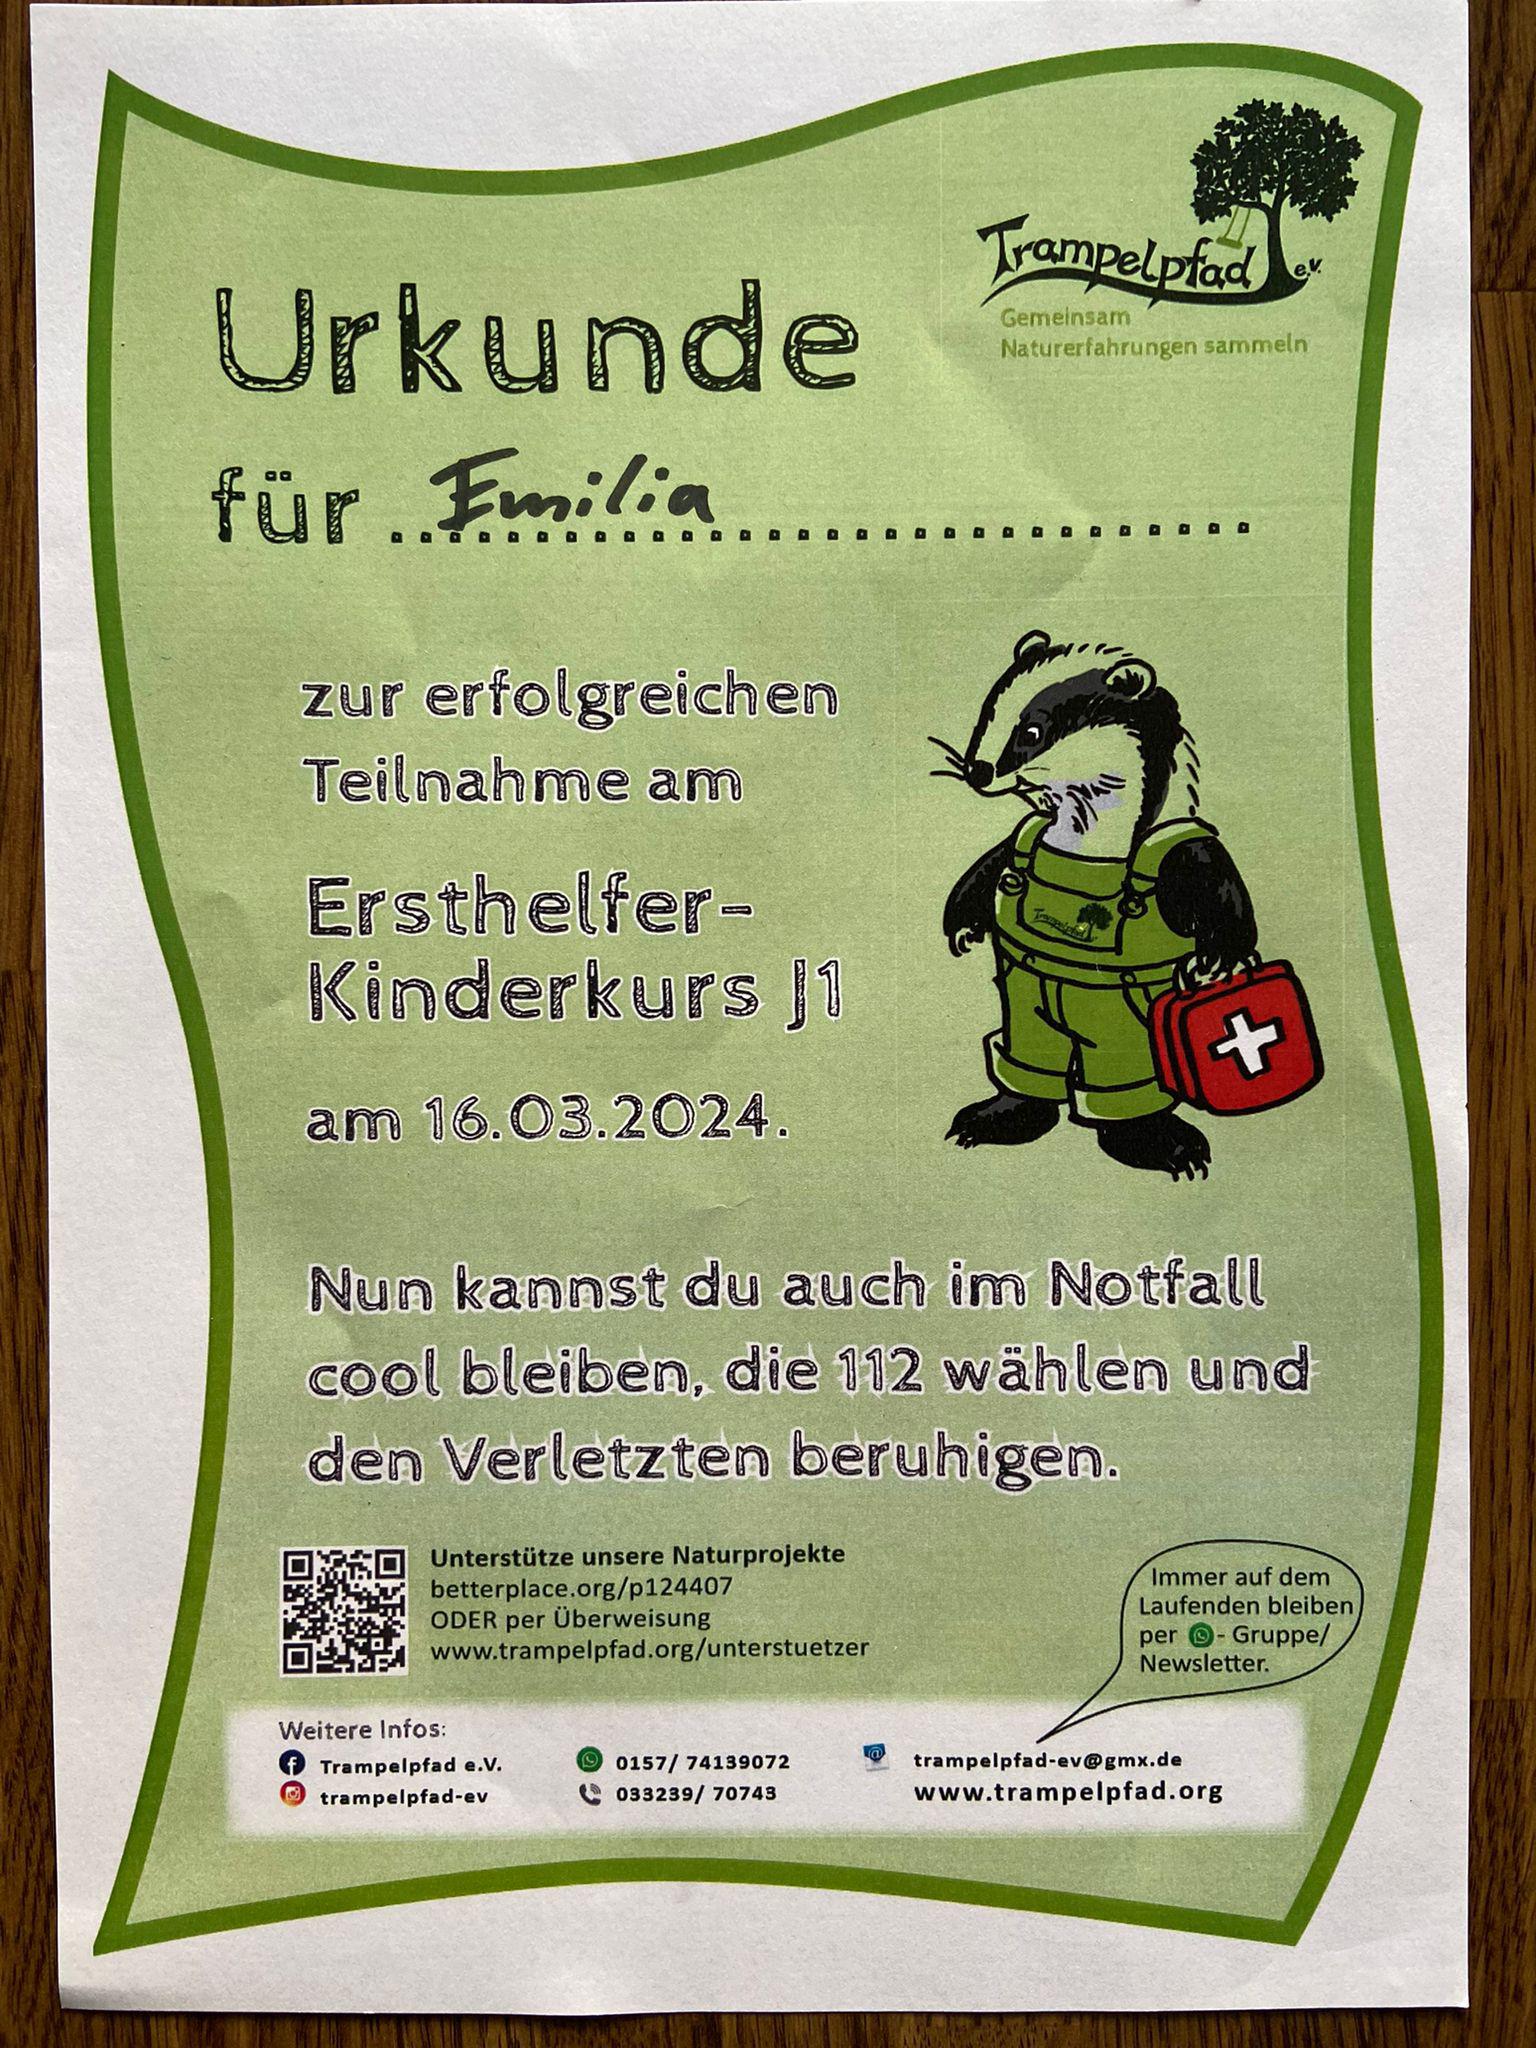 Trampelpfad e.V.
Gemeinsam
Naturerfahrungen sammeln
Urkunde
für Emilia
zur erfolgreichen
Teilnahme am
Ersthelfer-
Kinderkurs J1
am 16.03.2024.
Trampelpfad e.V.
Nun kannst du auch im Notfall
cool bleiben, die 112 wählen und
den Verletzten beruhigen.
Unterstütze unsere Naturprojekte
betterplace.org/p124407
ODER per Überweisung
www.trampelpfad.org/unterstuetzer
Immer auf dem
Laufenden bleiben
per - Gruppe/
Newsletter.
Weitere Infos:
Trampelpfad e.V.
trampelpfad-ev
0157/ 74139072
033239/ 70743
trampelpfad-ev@gmx.de
www.trampelpfad.org